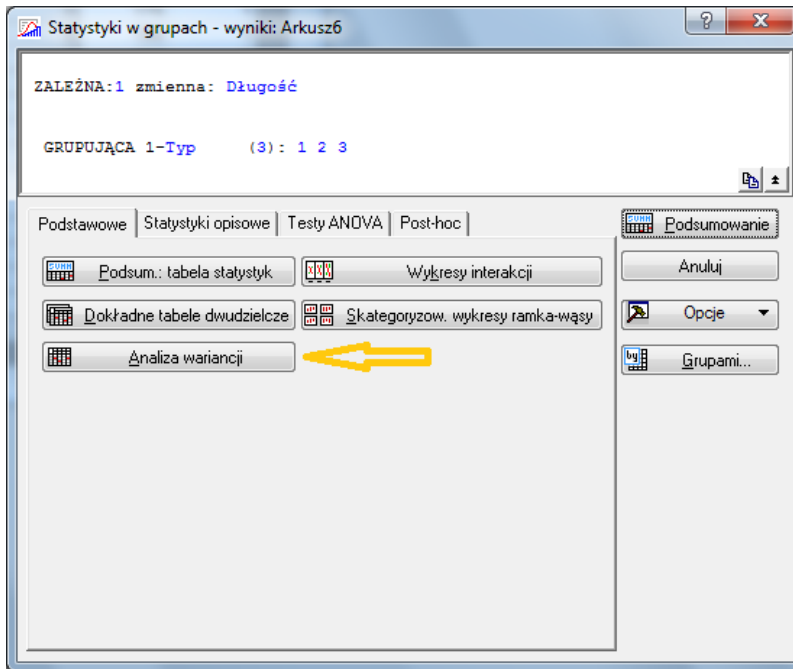 Statystyki w grupach - wyniki: Arkusz6
ZALEŻNA:1 zmienna: Długość
GRUPUJĄCA 1-Typ (3): 1 2 3
Podstawowe Statystyki opisowe Testy ANOVA Post-hoc
Podsum.: tabela statystyk Wykresy interakcji
Dokładne tabele dwudzielcze Skategoryzow. wykresy ramka-wąsy
Analiza wariancji
SUMM Podsumowanie
Anuluj
Opcje
by Grupami...